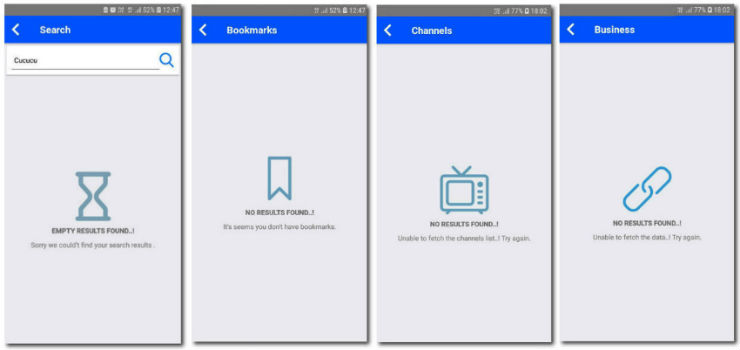 52% 12:47
Search
Cucucu
EMPTY RESULTS FOUND..!
Sorry we could't find your search results .
52% 12:47
Bookmarks
NO RESULTS FOUND..!
It's seems you don't have bookmarks.
77% 18:02
Channels
NO RESULTS FOUND..!
Unable to fetch the channels list..! Try again.
77% 18:02
Business
NO RESULTS FOUND..!
Unable to fetch the data..! Try again.